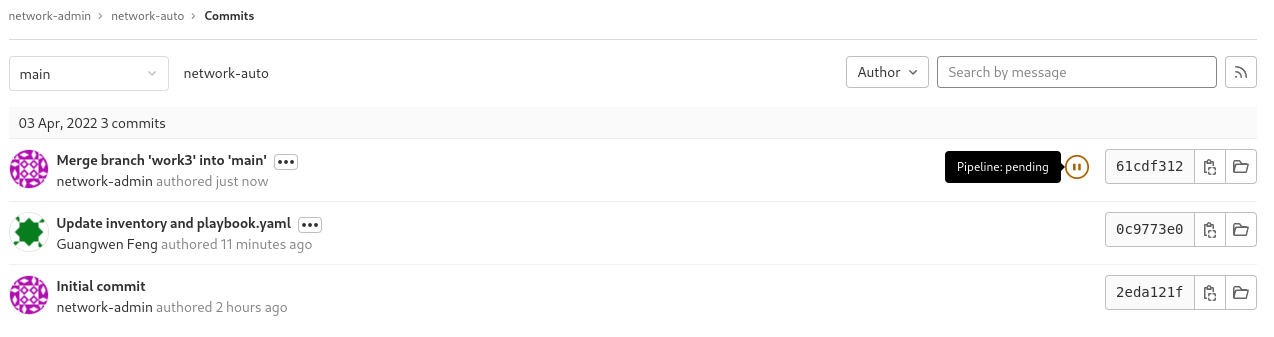 network-admin › network-auto › Commits
main network-auto Author Search by message
03 Apr, 2022 3 commits
Merge branch 'work3' into 'main' •••
network-admin authored just now
Pipeline: pending
61cdf312
Update inventory and playbook.yaml •••
Guangwen Feng authored 11 minutes ago
0c9773e0
Initial commit
network-admin authored 2 hours ago
2eda121f